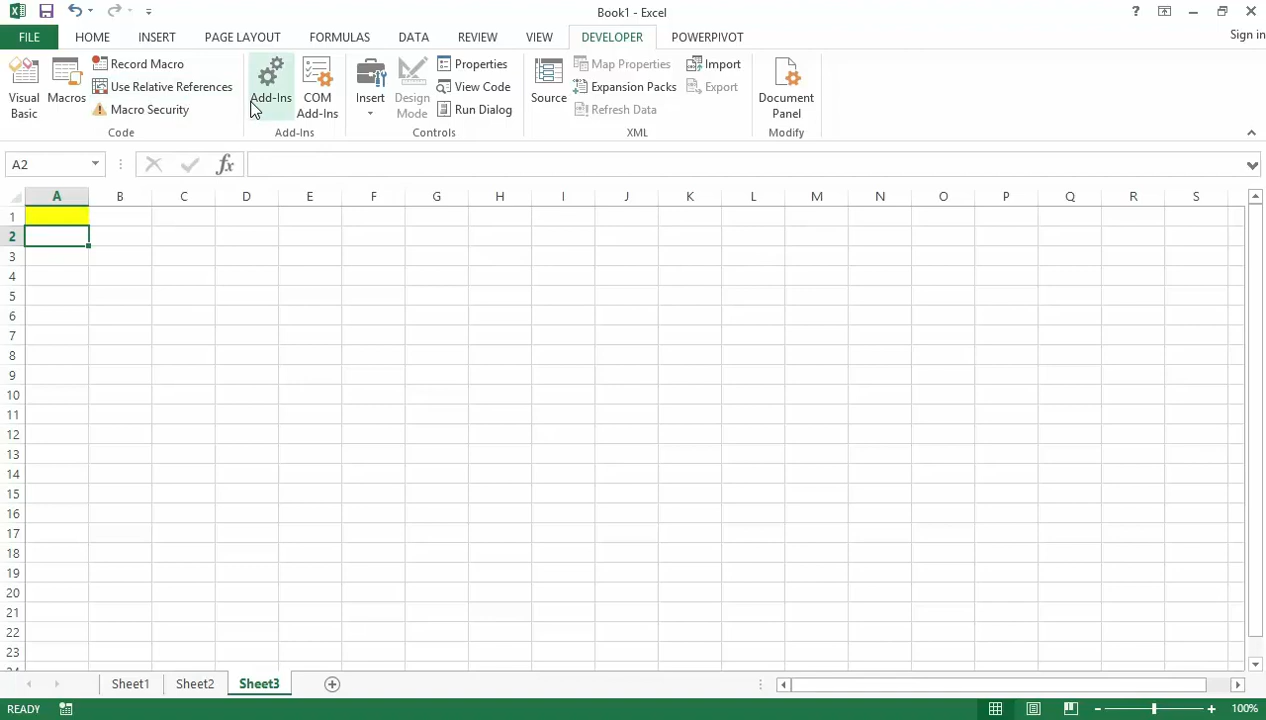 Book1 - Excel
?
Sign in
FILE HOME INSERT PAGE LAYOUT FORMULAS DATA REVIEW VIEW DEVELOPER POWERPIVOT
Visual Basic
Macros
Record Macro
Use Relative References
Macro Security
Code
Add-Ins
COM Add-Ins
Add-Ins
Insert
Design Mode
Properties
View Code
Run Dialog
Controls
Source
Map Properties
Expansion Packs
Refresh Data
Import
Export
XML
Document Panel
Modify
A2
fx
A B C D E F G H I J K L M N O P Q R S
1
2
3
4
5
6
7
8
9
10
11
12
13
14
15
16
17
18
19
20
21
22
23
Sheet1 Sheet2 Sheet3
READY
100%